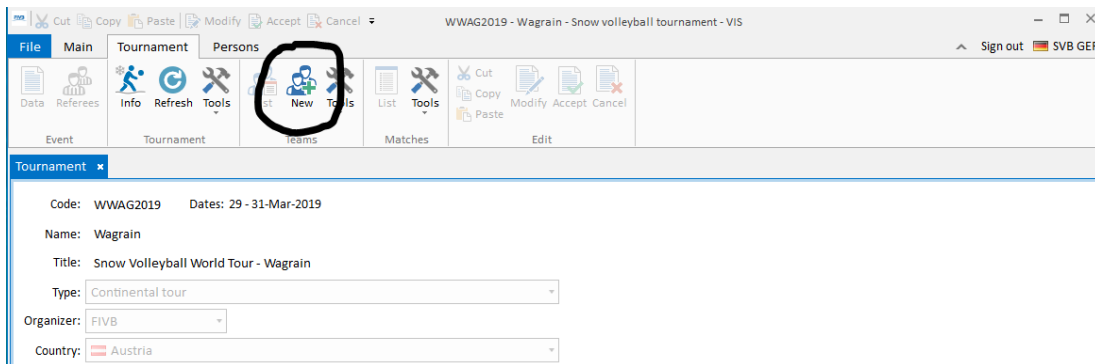 FIVB Cut Copy Paste Modify Accept Cancel WWAG2019 - Wagrain - Snow volleyball tournament - VIS
File Main Tournament Persons Sign out SVB GER
Data Referees Info Refresh Tools List New Tools List Tools Cut Copy Paste Modify Accept Cancel
Event Tournament Teams Matches Edit
Tournament
Code: WWAG2019 Dates: 29 - 31-Mar-2019
Name: Wagrain
Title: Snow Volleyball World Tour - Wagrain
Type: Continental tour
Organizer: FIVB
Country: Austria